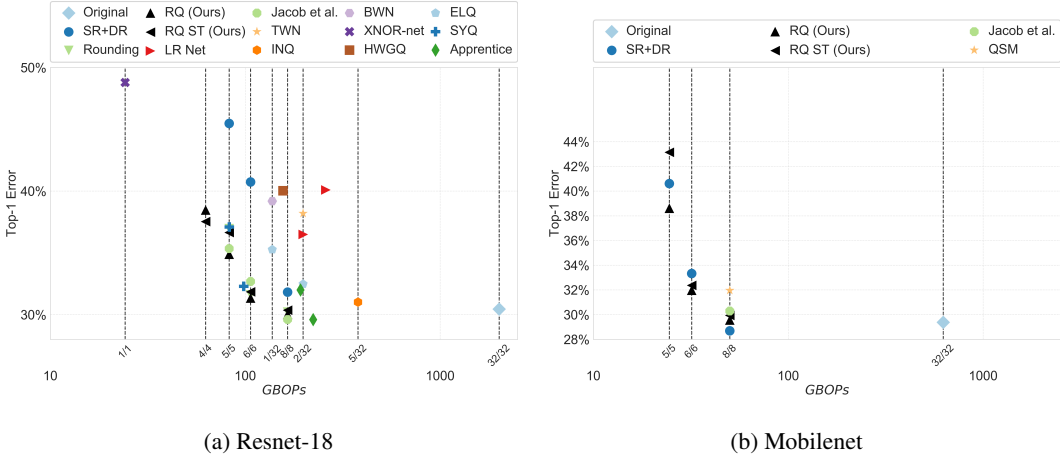 Original RQ (Ours) Jacob et al. BWN ELQ
SR+DR RQ ST (Ours) TWN XNOR-net SYQ
Rounding LR Net INQ HWGQ Apprentice
50%
40%
30%
Top-1 Error
1/1 4/4 5/5 6/6 1/32 8/8 2/32 5/32 32/32
10 100 1000
GBOPs
(a) Resnet-18
Original RQ (Ours) Jacob et al.
SR+DR RQ ST (Ours) QSM
44%
42%
40%
38%
36%
34%
32%
30%
28%
Top-1 Error
5/5 6/6 8/8 32/32
10 100 1000
GBOPs
(b) Mobilenet